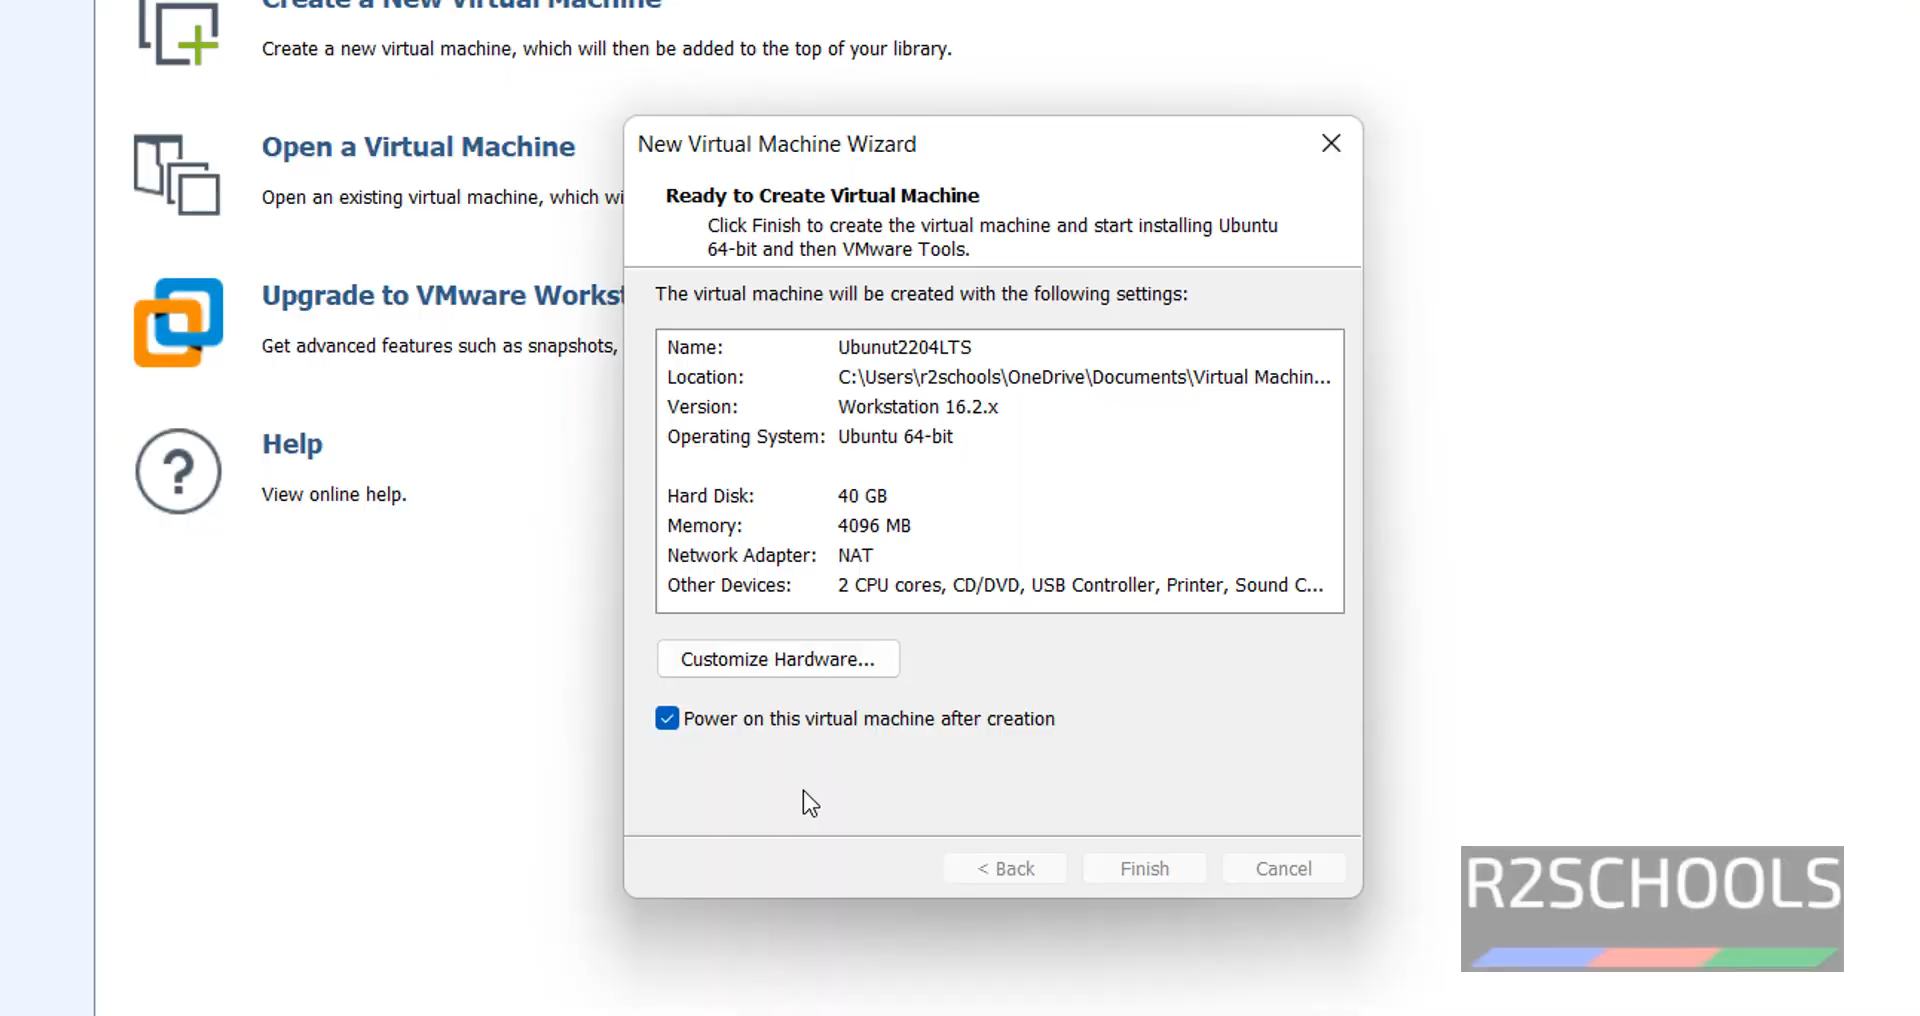 Create a New Virtual Machine
Create a new virtual machine, which will then be added to the top of your library.
Open a Virtual Machine
Open an existing virtual machine, which wi
Upgrade to VMware Workst
Get advanced features such as snapshots,
Help
View online help.
New Virtual Machine Wizard
Ready to Create Virtual Machine
Click Finish to create the virtual machine and start installing Ubuntu
64-bit and then VMware Tools.
The virtual machine will be created with the following settings:
Name: Ubunut2204LTS
Location: C:\Users\r2schools\OneDrive\Documents\Virtual Machin...
Version: Workstation 16.2.x
Operating System: Ubuntu 64-bit
Hard Disk: 40 GB
Memory: 4096 MB
Network Adapter: NAT
Other Devices: 2 CPU cores, CD/DVD, USB Controller, Printer, Sound C...
Customize Hardware...
Power on this virtual machine after creation
< Back Finish Cancel
R2SCHOOLS